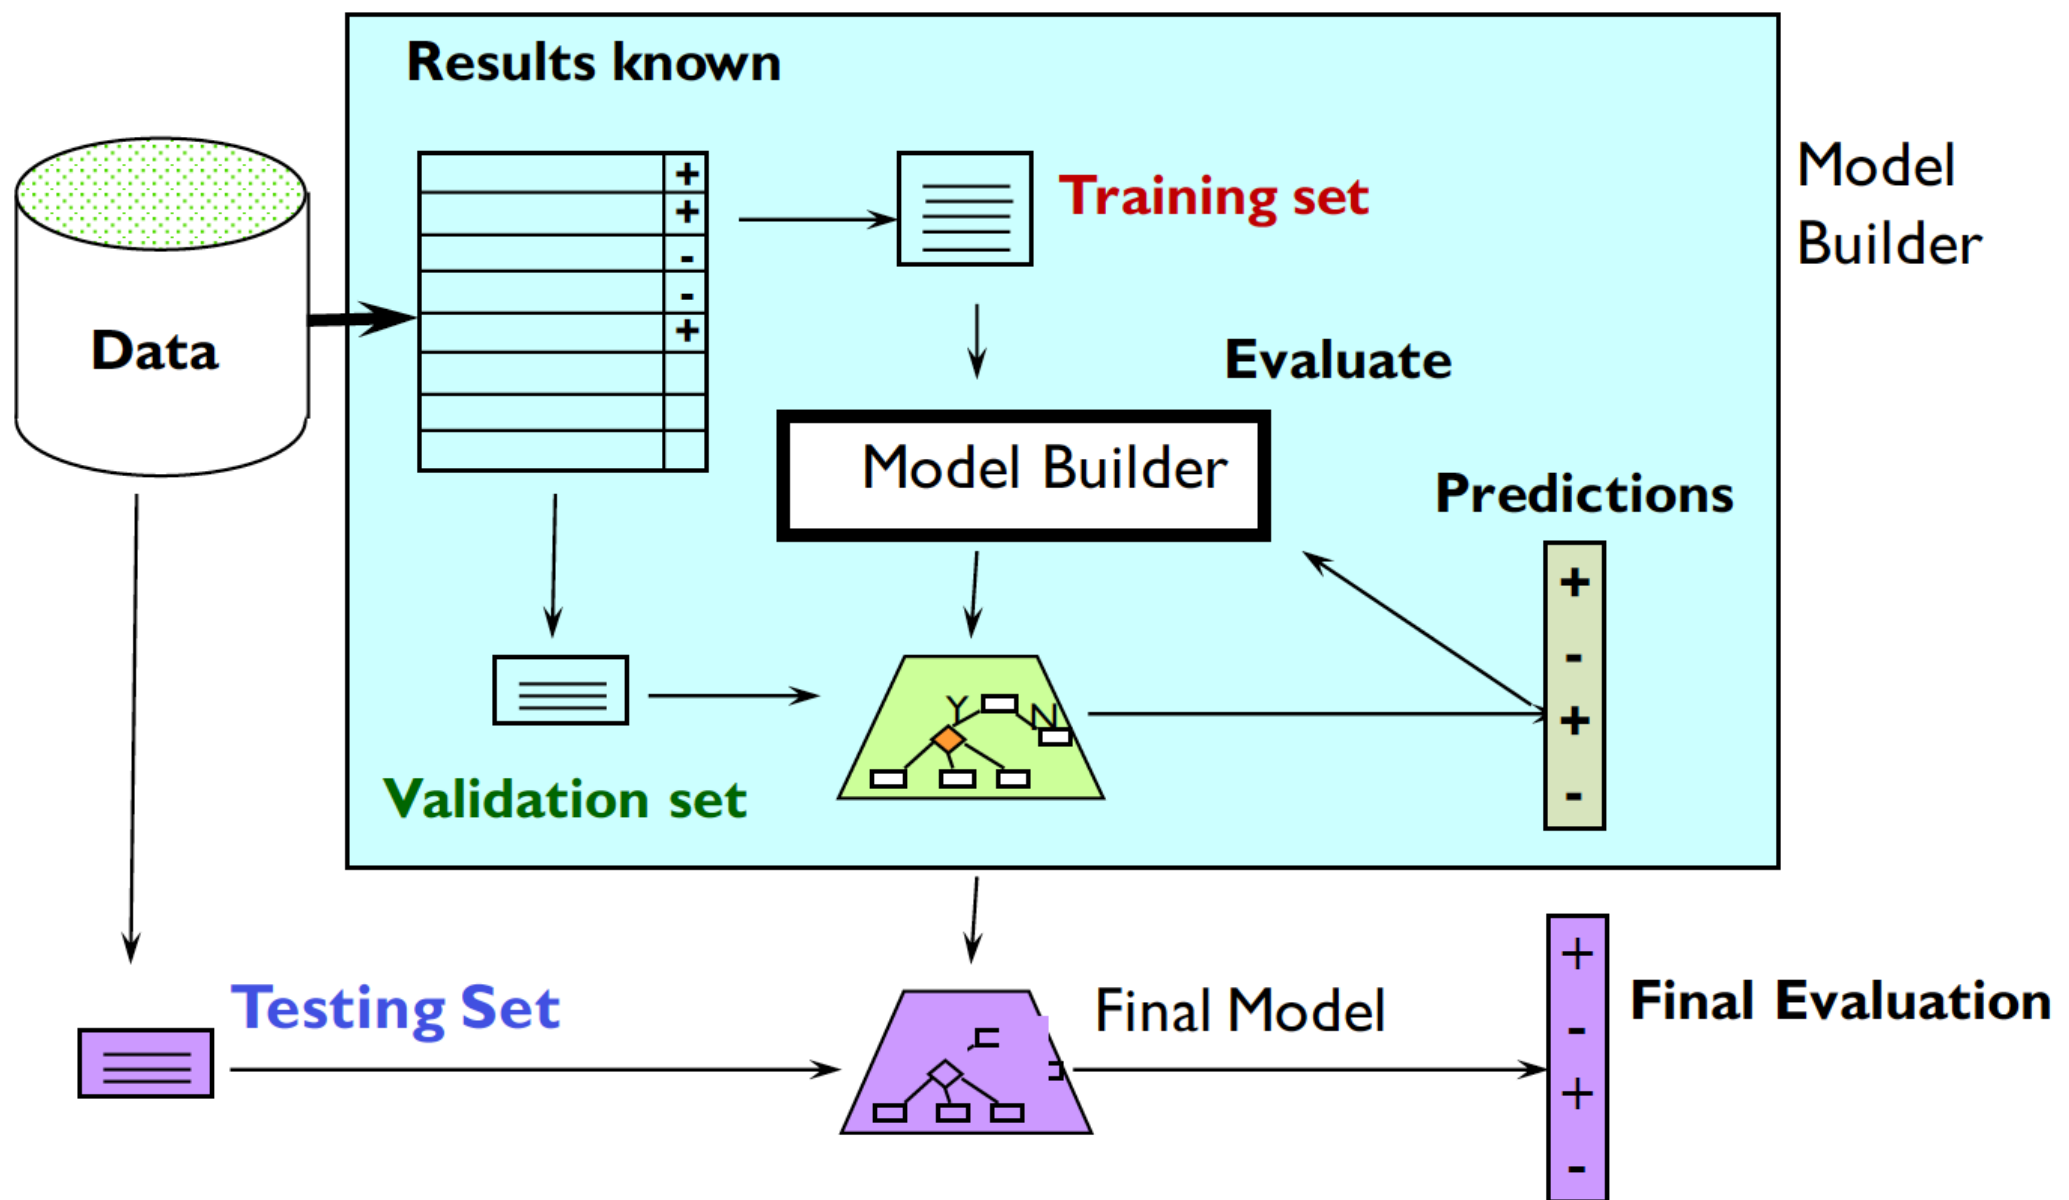 Results known
Model
Builder
+
+
-
-
+
Training set
Data
Evaluate
Model Builder
Predictions
+
-
+
-
Y
N
Validation set
Testing Set
Final Model
Final Evaluation
+
-
+
-